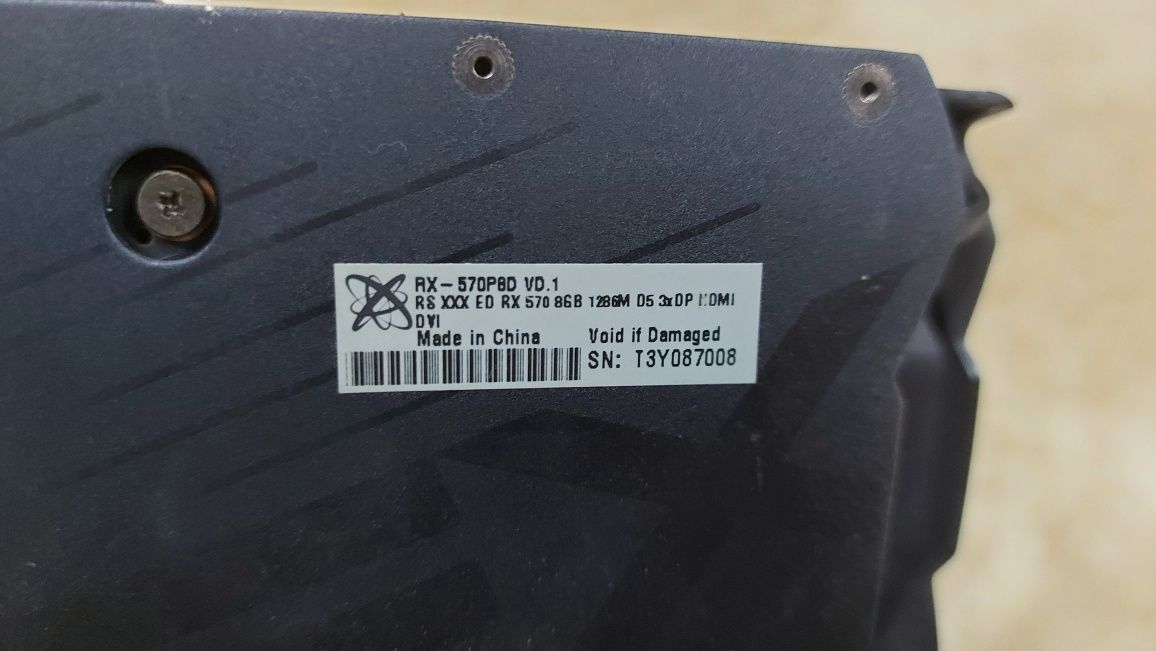 RX-570P8D V0.1
RS XXX ED RX 570 8GB 1286M D5 3xDP HDMI
DVI
Made in China
Void if Damaged
SN: T3Y087008